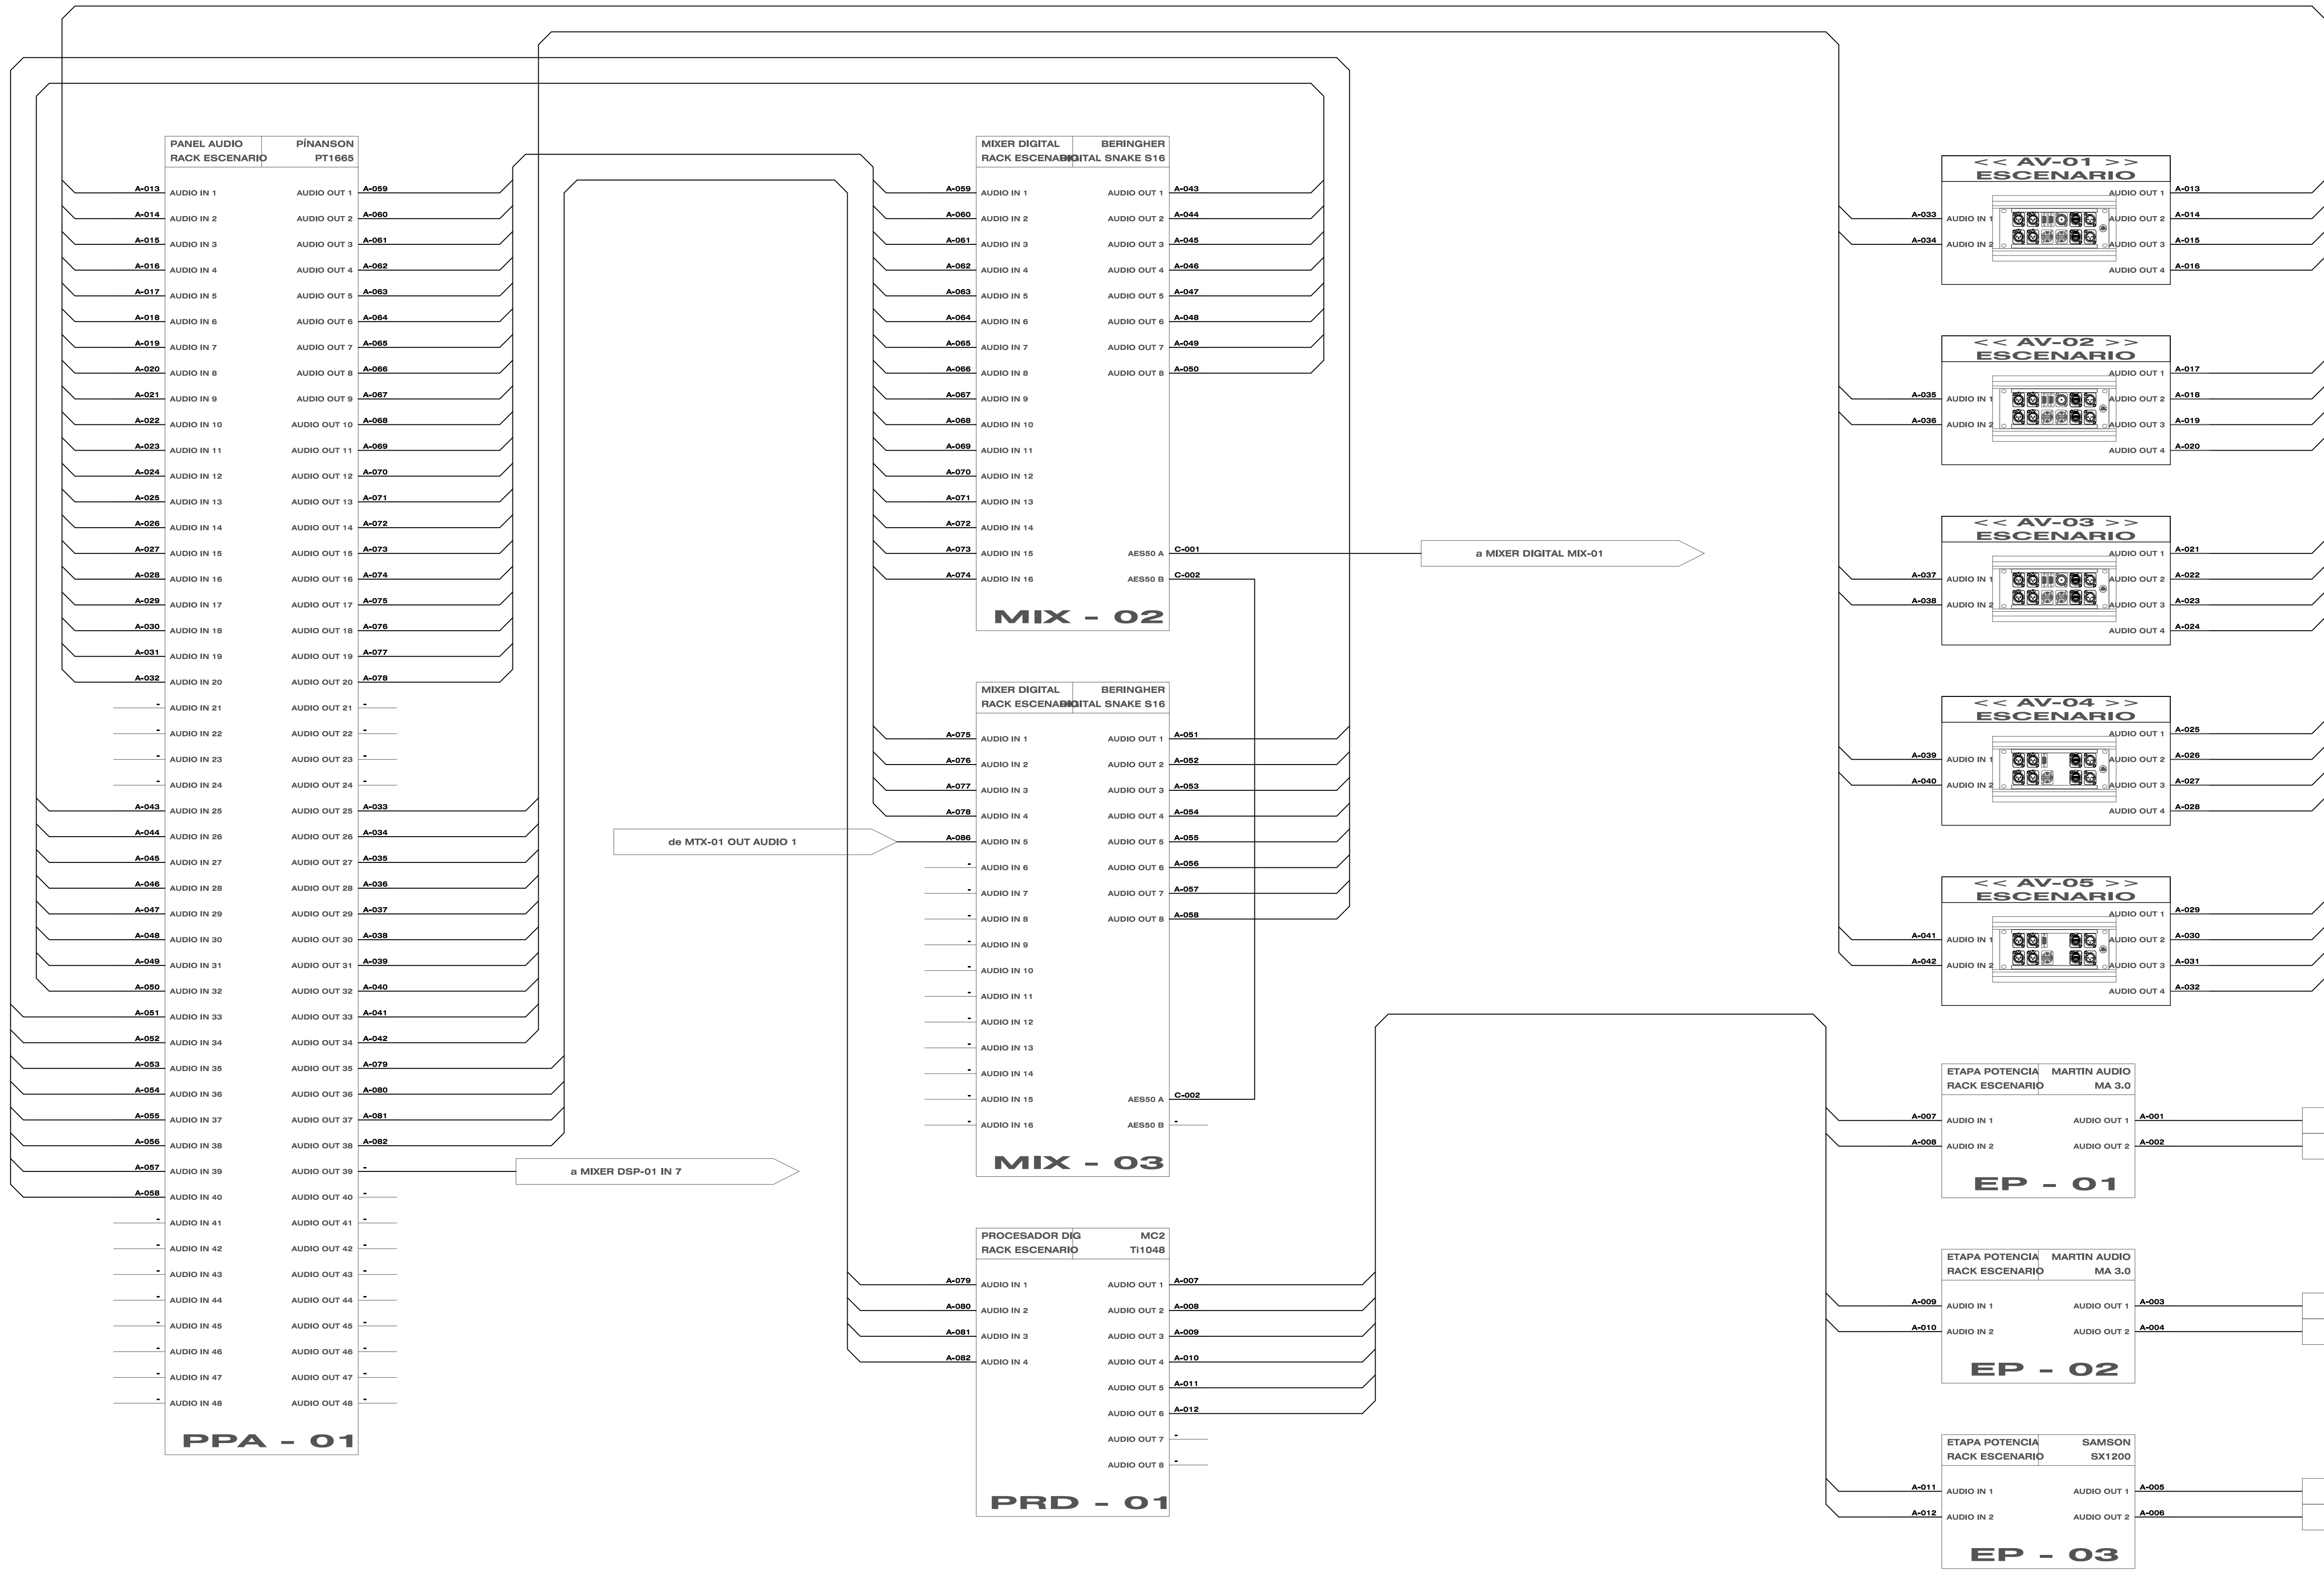 PANEL AUDIO PÍNANSON
RACK ESCENARIO PT1665
A-013 AUDIO IN 1 AUDIO OUT 1 A-059
A-014 AUDIO IN 2 AUDIO OUT 2 A-060
A-015 AUDIO IN 3 AUDIO OUT 3 A-061
A-016 AUDIO IN 4 AUDIO OUT 4 A-062
A-017 AUDIO IN 5 AUDIO OUT 5 A-063
A-018 AUDIO IN 6 AUDIO OUT 6 A-064
A-019 AUDIO IN 7 AUDIO OUT 7 A-065
A-020 AUDIO IN 8 AUDIO OUT 8 A-066
A-021 AUDIO IN 9 AUDIO OUT 9 A-067
A-022 AUDIO IN 10 AUDIO OUT 10 A-068
A-023 AUDIO IN 11 AUDIO OUT 11 A-069
A-024 AUDIO IN 12 AUDIO OUT 12 A-070
A-025 AUDIO IN 13 AUDIO OUT 13 A-071
A-026 AUDIO IN 14 AUDIO OUT 14 A-072
A-027 AUDIO IN 15 AUDIO OUT 15 A-073
A-028 AUDIO IN 16 AUDIO OUT 16 A-074
A-029 AUDIO IN 17 AUDIO OUT 17 A-075
A-030 AUDIO IN 18 AUDIO OUT 18 A-076
A-031 AUDIO IN 19 AUDIO OUT 19 A-077
A-032 AUDIO IN 20 AUDIO OUT 20 A-078
- AUDIO IN 21 AUDIO OUT 21 -
- AUDIO IN 22 AUDIO OUT 22 -
- AUDIO IN 23 AUDIO OUT 23 -
- AUDIO IN 24 AUDIO OUT 24 -
A-043 AUDIO IN 25 AUDIO OUT 25 A-033
A-044 AUDIO IN 26 AUDIO OUT 26 A-034
A-045 AUDIO IN 27 AUDIO OUT 27 A-035
A-046 AUDIO IN 28 AUDIO OUT 28 A-036
A-047 AUDIO IN 29 AUDIO OUT 29 A-037
A-048 AUDIO IN 30 AUDIO OUT 30 A-038
A-049 AUDIO IN 31 AUDIO OUT 31 A-039
A-050 AUDIO IN 32 AUDIO OUT 32 A-040
A-051 AUDIO IN 33 AUDIO OUT 33 A-041
A-052 AUDIO IN 34 AUDIO OUT 34 A-042
A-053 AUDIO IN 35 AUDIO OUT 35 A-079
A-054 AUDIO IN 36 AUDIO OUT 36 A-080
A-055 AUDIO IN 37 AUDIO OUT 37 A-081
A-056 AUDIO IN 38 AUDIO OUT 38 A-082
A-057 AUDIO IN 39 AUDIO OUT 39 -
A-058 AUDIO IN 40 AUDIO OUT 40 -
- AUDIO IN 41 AUDIO OUT 41 -
- AUDIO IN 42 AUDIO OUT 42 -
- AUDIO IN 43 AUDIO OUT 43 -
- AUDIO IN 44 AUDIO OUT 44 -
- AUDIO IN 45 AUDIO OUT 45 -
- AUDIO IN 46 AUDIO OUT 46 -
- AUDIO IN 47 AUDIO OUT 47 -
- AUDIO IN 48 AUDIO OUT 48 -
PPA - 01
a MIXER DSP-01 IN 7
de MTX-01 OUT AUDIO 1
MIXER DIGITAL BERINGHER
RACK ESCENARIO DIGITAL SNAKE S16
A-059 AUDIO IN 1 AUDIO OUT 1 A-043
A-060 AUDIO IN 2 AUDIO OUT 2 A-044
A-061 AUDIO IN 3 AUDIO OUT 3 A-045
A-062 AUDIO IN 4 AUDIO OUT 4 A-046
A-063 AUDIO IN 5 AUDIO OUT 5 A-047
A-064 AUDIO IN 6 AUDIO OUT 6 A-048
A-065 AUDIO IN 7 AUDIO OUT 7 A-049
A-066 AUDIO IN 8 AUDIO OUT 8 A-050
A-067 AUDIO IN 9
A-068 AUDIO IN 10
A-069 AUDIO IN 11
A-070 AUDIO IN 12
A-071 AUDIO IN 13
A-072 AUDIO IN 14
A-073 AUDIO IN 15 AES50 A C-001
A-074 AUDIO IN 16 AES50 B C-002
MIX - 02
a MIXER DIGITAL MIX-01
MIXER DIGITAL BERINGHER
RACK ESCENARIO DIGITAL SNAKE S16
A-075 AUDIO IN 1 AUDIO OUT 1 A-051
A-076 AUDIO IN 2 AUDIO OUT 2 A-052
A-077 AUDIO IN 3 AUDIO OUT 3 A-053
A-078 AUDIO IN 4 AUDIO OUT 4 A-054
A-086 AUDIO IN 5 AUDIO OUT 5 A-055
- AUDIO IN 6 AUDIO OUT 6 A-056
- AUDIO IN 7 AUDIO OUT 7 A-057
- AUDIO IN 8 AUDIO OUT 8 A-058
- AUDIO IN 9
- AUDIO IN 10
- AUDIO IN 11
- AUDIO IN 12
- AUDIO IN 13
- AUDIO IN 14
- AUDIO IN 15 AES50 A C-002
- AUDIO IN 16 AES50 B -
MIX - 03
PROCESADOR DIG MC2
RACK ESCENARIO Ti1048
A-079 AUDIO IN 1 AUDIO OUT 1 A-007
A-080 AUDIO IN 2 AUDIO OUT 2 A-008
A-081 AUDIO IN 3 AUDIO OUT 3 A-009
A-082 AUDIO IN 4 AUDIO OUT 4 A-010
AUDIO OUT 5 A-011
AUDIO OUT 6 A-012
AUDIO OUT 7 -
AUDIO OUT 8 -
PRD - 01
<< AV-01 >>
ESCENARIO
AUDIO OUT 1 A-013
A-033 AUDIO IN 1 AUDIO OUT 2 A-014
A-034 AUDIO IN 2 AUDIO OUT 3 A-015
AUDIO OUT 4 A-016
<< AV-02 >>
ESCENARIO
AUDIO OUT 1 A-017
A-035 AUDIO IN 1 AUDIO OUT 2 A-018
A-036 AUDIO IN 2 AUDIO OUT 3 A-019
AUDIO OUT 4 A-020
<< AV-03 >>
ESCENARIO
AUDIO OUT 1 A-021
A-037 AUDIO IN 1 AUDIO OUT 2 A-022
A-038 AUDIO IN 2 AUDIO OUT 3 A-023
AUDIO OUT 4 A-024
<< AV-04 >>
ESCENARIO
AUDIO OUT 1 A-025
A-039 AUDIO IN 1 AUDIO OUT 2 A-026
A-040 AUDIO IN 2 AUDIO OUT 3 A-027
AUDIO OUT 4 A-028
<< AV-05 >>
ESCENARIO
AUDIO OUT 1 A-029
A-041 AUDIO IN 1 AUDIO OUT 2 A-030
A-042 AUDIO IN 2 AUDIO OUT 3 A-031
AUDIO OUT 4 A-032
ETAPA POTENCIA MARTIN AUDIO
RACK ESCENARIO MA 3.0
A-007 AUDIO IN 1 AUDIO OUT 1 A-001
A-008 AUDIO IN 2 AUDIO OUT 2 A-002
EP - 01
ETAPA POTENCIA MARTIN AUDIO
RACK ESCENARIO MA 3.0
A-009 AUDIO IN 1 AUDIO OUT 1 A-003
A-010 AUDIO IN 2 AUDIO OUT 2 A-004
EP - 02
ETAPA POTENCIA SAMSON
RACK ESCENARIO SX1200
A-011 AUDIO IN 1 AUDIO OUT 1 A-005
A-012 AUDIO IN 2 AUDIO OUT 2 A-006
EP - 03